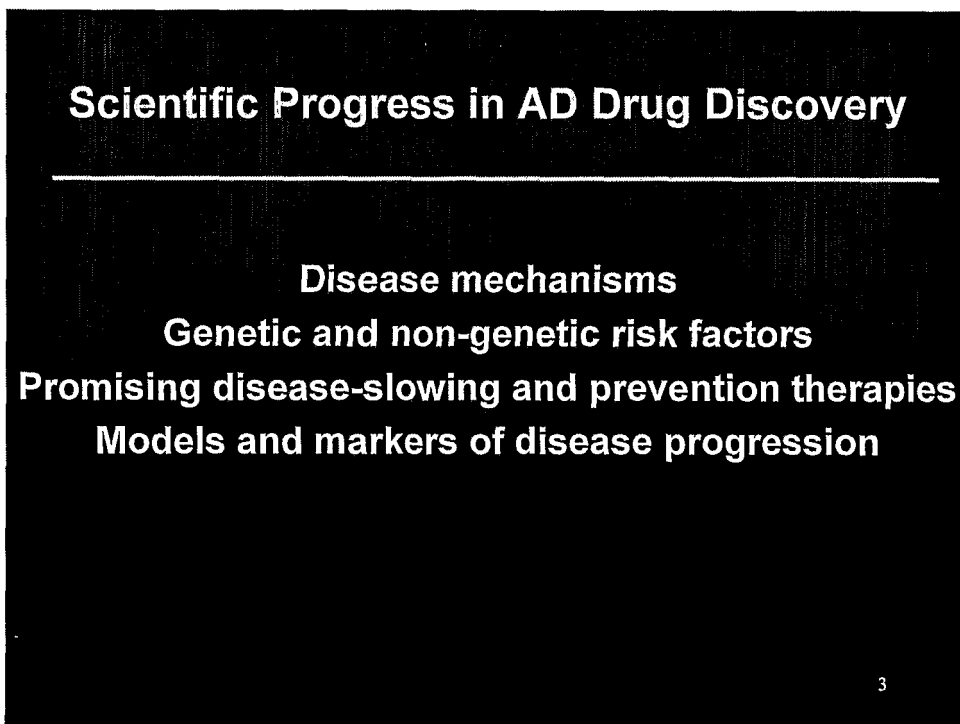 Scientific Progress in AD Drug Discovery
Disease mechanisms
Genetic and non-genetic risk factors
Promising disease-slowing and prevention therapies
Models and markers of disease progression
3